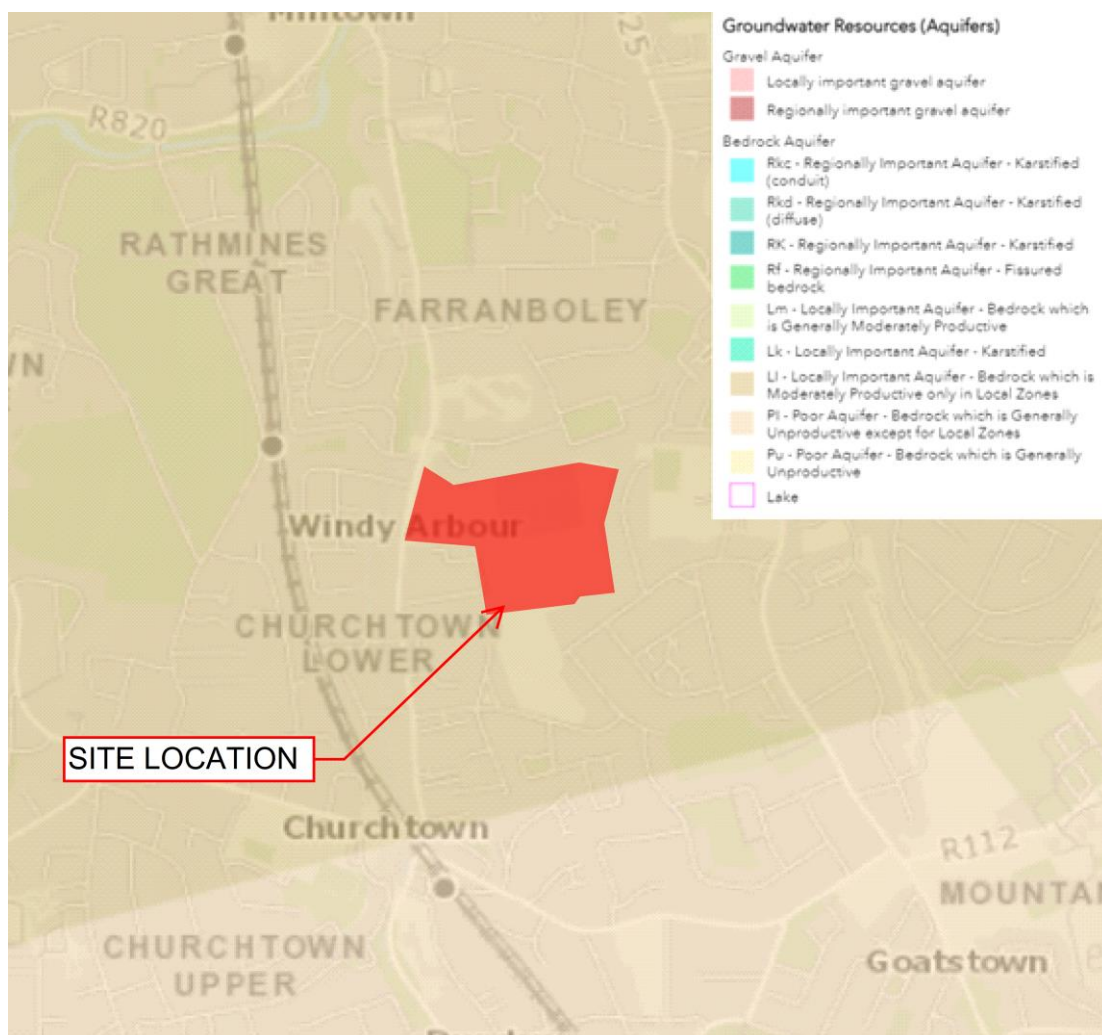 Milltown
R820
R825
RATHMINES
GREAT
FARRANBOLEY
WN
Windy Arbour
CHURCHTOWN
LOWER
SITE LOCATION
Churchtown
R112
MOUNTAI
CHURCHTOWN
UPPER
Goatstown
Groundwater Resources (Aquifers)
Gravel Aquifer
Locally important gravel aquifer
Regionally important gravel aquifer
Bedrock Aquifer
Rkc - Regionally Important Aquifer - Karstified
(conduit)
Rkd - Regionally Important Aquifer - Karstified
(diffuse)
RK - Regionally Important Aquifer - Karstified
Rf - Regionally Important Aquifer - Fissured
bedrock
Lm - Locally Important Aquifer - Bedrock which
is Generally Moderately Productive
Lk - Locally Important Aquifer - Karstified
Ll - Locally Important Aquifer - Bedrock which is
Moderately Productive only in Local Zones
Pl - Poor Aquifer - Bedrock which is Generally
Unproductive except for Local Zones
Pu - Poor Aquifer - Bedrock which is Generally
Unproductive
Lake